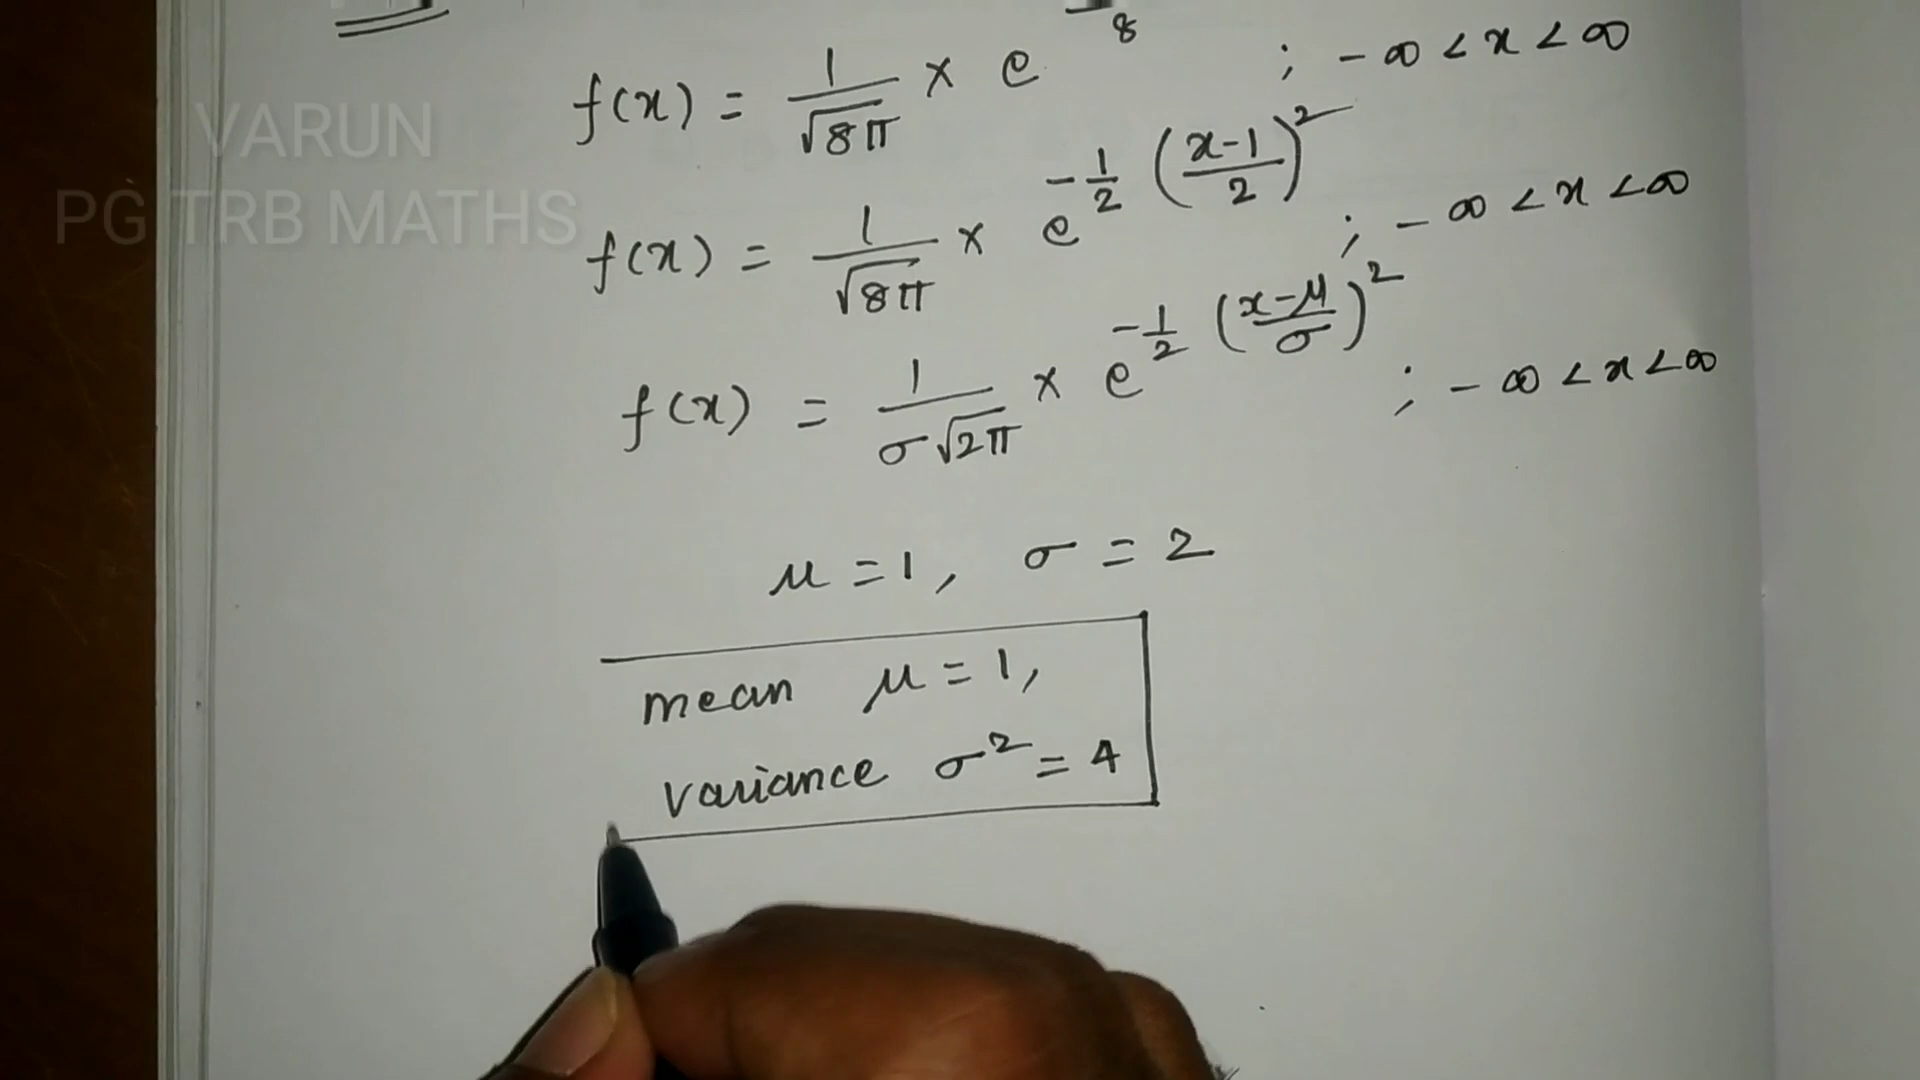 f(x) = 1/√8π × e 8 ; -∞ < x < ∞
VARUN
PG TRB MATHS
f(x) = 1/√8π × e^-1/2 (x-1/2)^2 ; -∞ < x < ∞
f(x) = 1/σ√2π × e^-1/2 (x-μ/σ)^2 ; -∞ < x < ∞
μ = 1, σ = 2
mean μ = 1,
variance σ² = 4